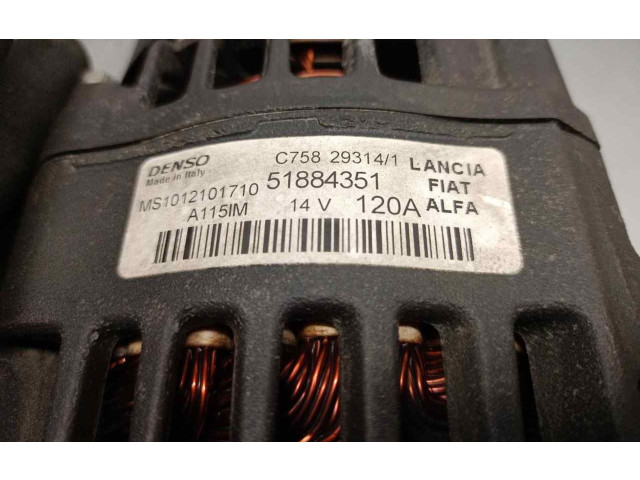 DENSO
Made in Italy
C758 29314/1
LANCIA
MS1012101710
51884351
FIAT
A115IM
14 V
120A
ALFA